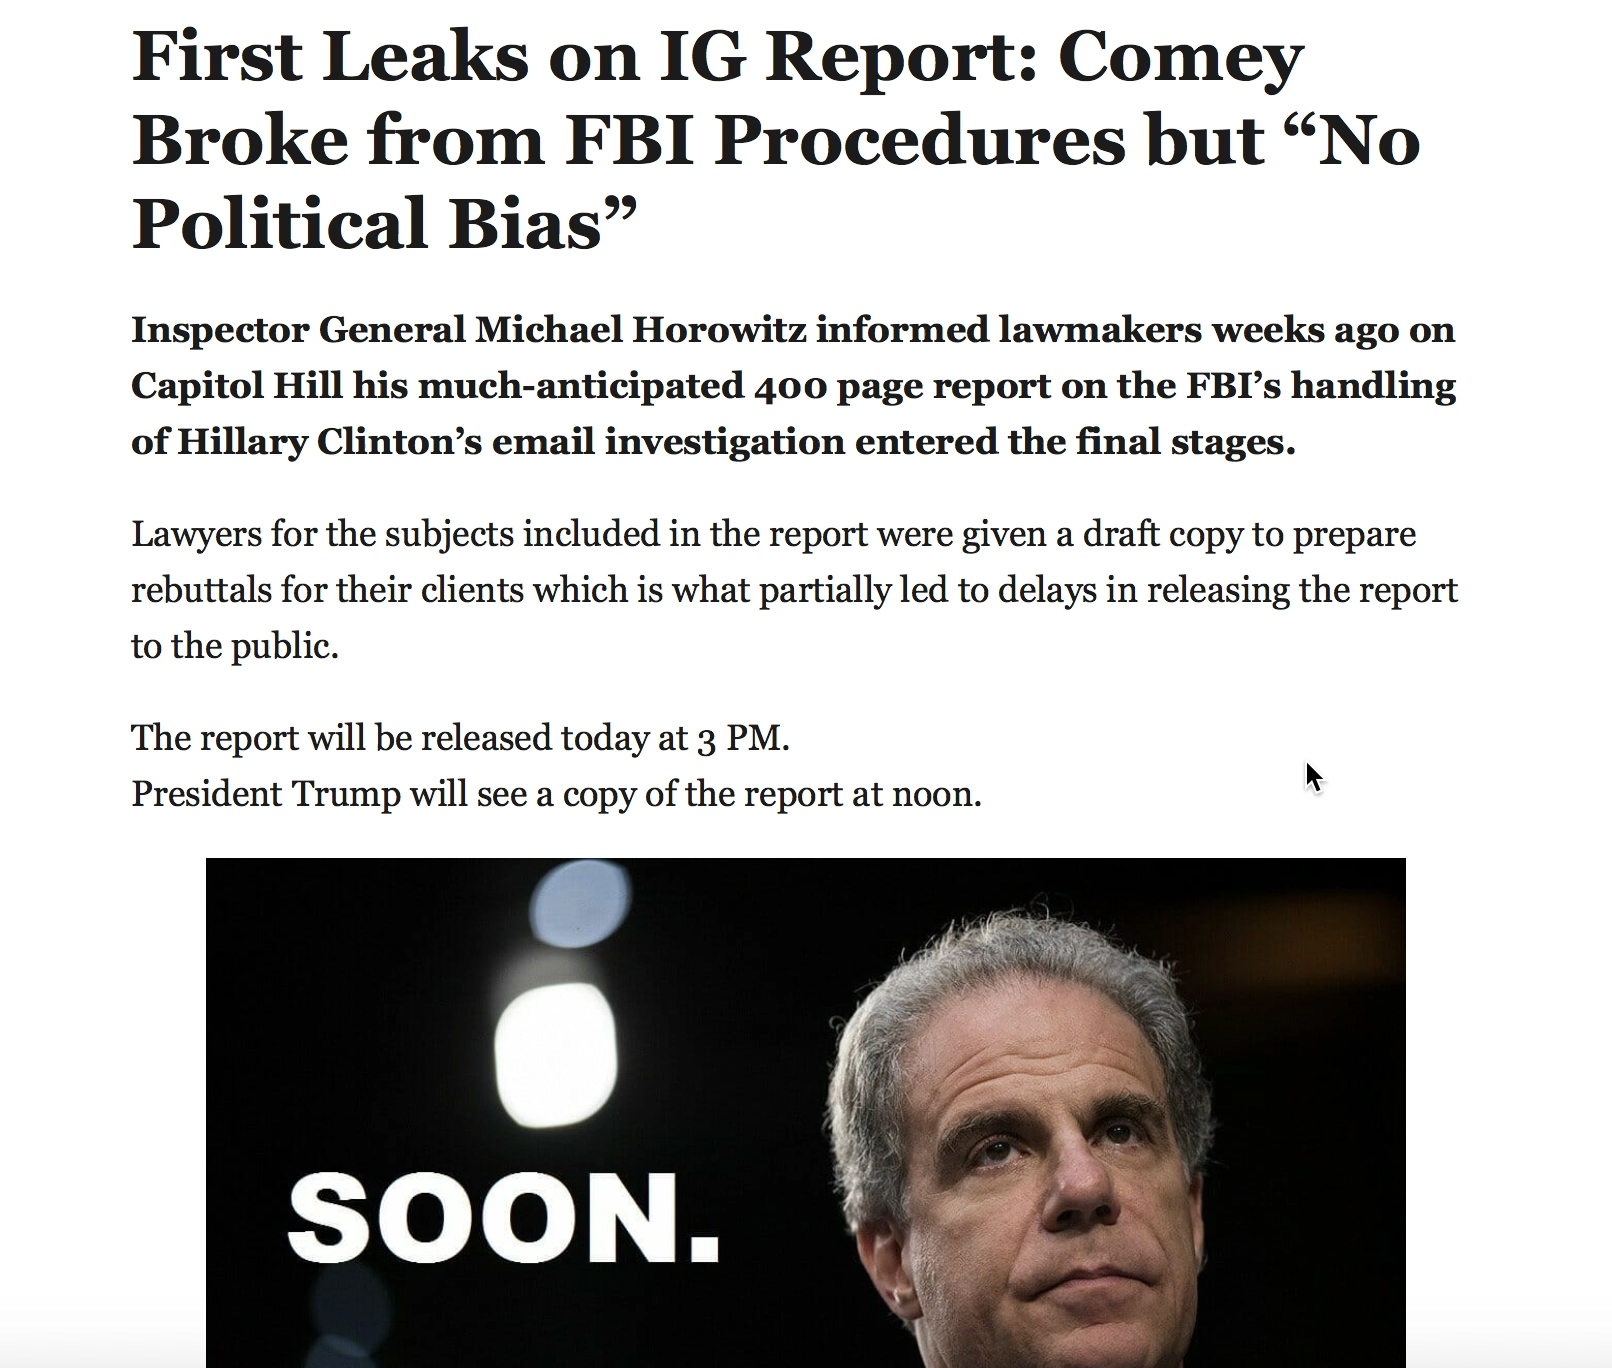 First Leaks on IG Report: Comey
Broke from FBI Procedures but “No
Political Bias”
Inspector General Michael Horowitz informed lawmakers weeks ago on
Capitol Hill his much-anticipated 400 page report on the FBI’s handling
of Hillary Clinton’s email investigation entered the final stages.
Lawyers for the subjects included in the report were given a draft copy to prepare
rebuttals for their clients which is what partially led to delays in releasing the report
to the public.
The report will be released today at 3 PM.
President Trump will see a copy of the report at noon.
SOON.